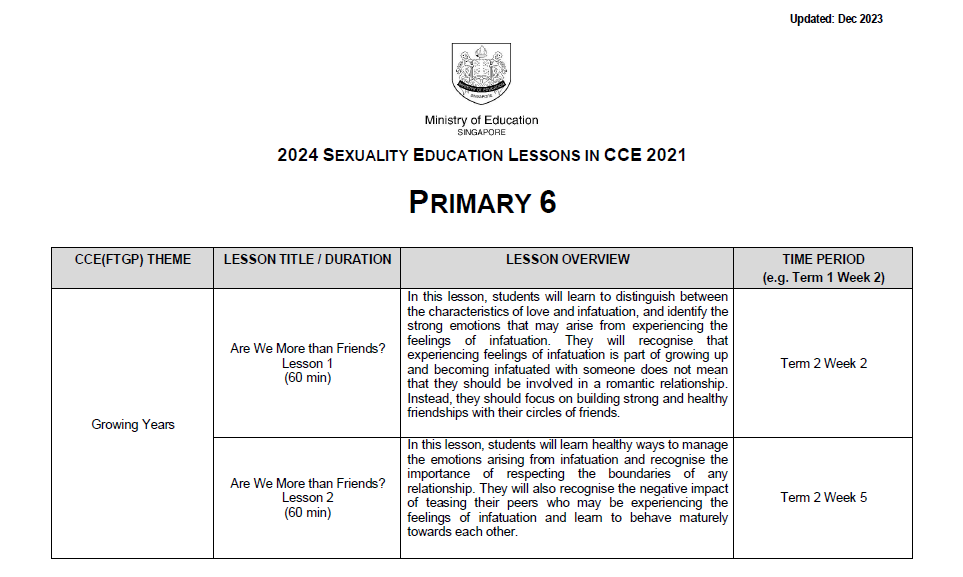 Updated: Dec 2023
Ministry of Education
SINGAPORE
2024 SEXUALITY EDUCATION LESSONS IN CCE 2021
PRIMARY 6
CCE(FTGP) THEME
LESSON TITLE / DURATION
LESSON OVERVIEW
TIME PERIOD
(e.g. Term 1 Week 2)
Growing Years
Are We More than Friends?
Lesson 1
(60 min)
In this lesson, students will learn to distinguish between
the characteristics of love and infatuation, and identify the
strong emotions that may arise from experiencing the
feelings of infatuation. They will recognise that
experiencing feelings of infatuation is part of growing up
and becoming infatuated with someone does not mean
that they should be involved in a romantic relationship.
Instead, they should focus on building strong and healthy
friendships with their circles of friends.
Term 2 Week 2
Are We More than Friends?
Lesson 2
(60 min)
In this lesson, students will learn healthy ways to manage
the emotions arising from infatuation and recognise the
importance of respecting the boundaries of any
relationship. They will also recognise the negative impact
of teasing their peers who may be experiencing the
feelings of infatuation and learn to behave maturely
towards each other.
Term 2 Week 5